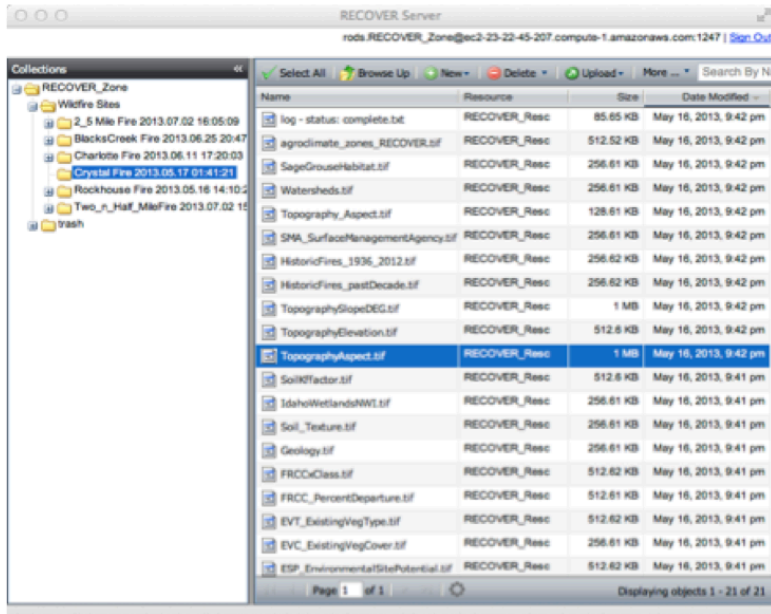 RECOVER Server
rods.RECOVER_Zone@ec2-23-22-45-207.compute-1.amazonaws.com:1247 | Sign Out
Collections «
RECOVER_Zone
Wildfire Sites
2_5 Mile Fire 2013.07.02 16:05:09
BlacksCreek Fire 2013.06.25 20:47
Charlotte Fire 2013.06.11 17:20:03
Crystal Fire 2013.05.17 01:41:21
Rockhouse Fire 2013.05.16 14:10:2
Two_n_Half_MileFire 2013.07.02 15
trash
Select All Browse Up New Delete Upload More ... Search By N
Name Resource Size Date Modified
log - status: complete.txt RECOVER_Resc 85.65 KB May 16, 2013, 9:42 pm
agroclimate_zones_RECOVER.tif RECOVER_Resc 512.52 KB May 16, 2013, 9:42 pm
SageGrouseHabitat.tif RECOVER_Resc 256.61 KB May 16, 2013, 9:42 pm
Watersheds.tif RECOVER_Resc 256.61 KB May 16, 2013, 9:42 pm
Topography_Aspect.tif RECOVER_Resc 128.61 KB May 16, 2013, 9:42 pm
SMA_SurfaceManagementAgency.tif RECOVER_Resc 256.61 KB May 16, 2013, 9:42 pm
HistoricFires_1936_2012.tif RECOVER_Resc 256.62 KB May 16, 2013, 9:42 pm
HistoricFires_pastDecade.tif RECOVER_Resc 256.62 KB May 16, 2013, 9:42 pm
TopographySlopeDEG.tif RECOVER_Resc 1 MB May 16, 2013, 9:42 pm
TopographyElevation.tif RECOVER_Resc 512.6 KB May 16, 2013, 9:42 pm
TopographyAspect.tif RECOVER_Resc 1 MB May 16, 2013, 9:42 pm
SoilKffactor.tif RECOVER_Resc 512.6 KB May 16, 2013, 9:41 pm
IdahoWetlandsNWI.tif RECOVER_Resc 256.61 KB May 16, 2013, 9:41 pm
Soil_Texture.tif RECOVER_Resc 256.61 KB May 16, 2013, 9:41 pm
Geology.tif RECOVER_Resc 256.61 KB May 16, 2013, 9:41 pm
FRCCxClass.tif RECOVER_Resc 512.62 KB May 16, 2013, 9:41 pm
FRCC_PercentDeparture.tif RECOVER_Resc 512.61 KB May 16, 2013, 9:41 pm
EVT_ExistingVegType.tif RECOVER_Resc 512.62 KB May 16, 2013, 9:41 pm
EVC_ExistingVegCover.tif RECOVER_Resc 256.61 KB May 16, 2013, 9:41 pm
ESP_EnvironmentalSitePotential.tif RECOVER_Resc 512.62 KB May 16, 2013, 9:41 pm
Page 1 of 1 Displaying objects 1 - 21 of 21